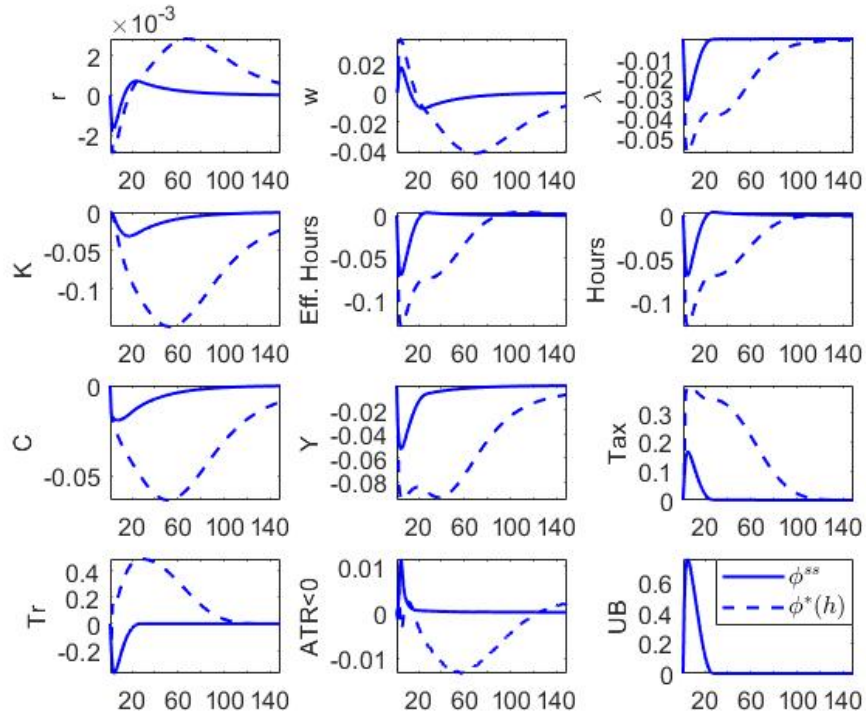 ×10⁻³
2
0
-2
r
20 60 100 140
0.02
0
-0.02
-0.04
w
20 60 100 140
-0.01
-0.02
-0.03
-0.04
-0.05
λ
20 60 100 140
0
-0.05
-0.1
K
20 60 100 140
0
-0.05
-0.1
Eff. Hours
20 60 100 140
0
-0.05
-0.1
Hours
20 60 100 140
0
-0.05
C
20 60 100 140
-0.02
-0.04
-0.06
-0.08
Y
20 60 100 140
0.3
0.2
0.1
0
Tax
20 60 100 140
0.4
0.2
0
-0.2
Tr
20 60 100 140
0.01
0
-0.01
ATR<0
20 60 100 140
0.6
0.4
0.2
0
UB
ϕˢˢ
ϕ*(h)
20 60 100 140